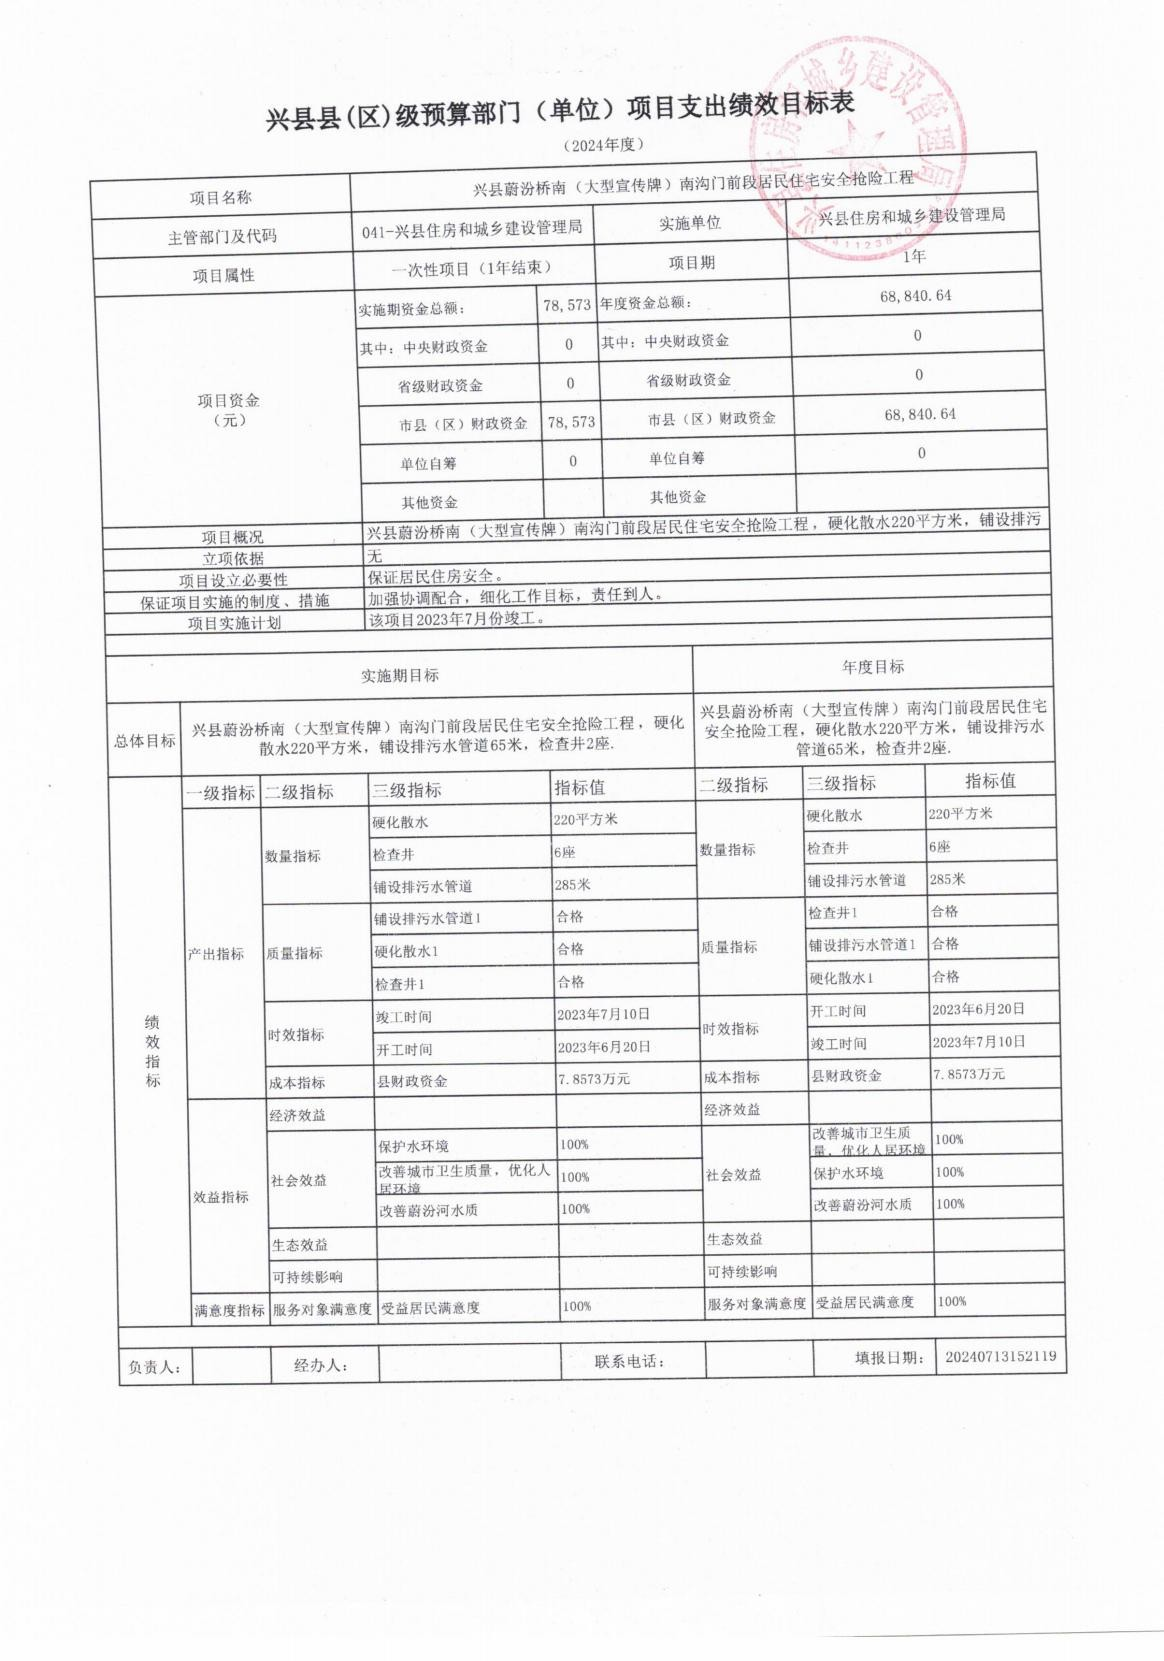 兴县县(区)级预算部门（单位）项目支出绩效目标表
（2024年度）
项目名称 兴县蔚汾桥南（大型宣传牌）南沟门前段居民住宅安全抢险工程
主管部门及代码 041-兴县住房和城乡建设管理局 实施单位 兴县住房和城乡建设管理局
项目属性 一次性项目（1年结束） 项目期 1年
项目资金
（元）
实施期资金总额： 78,573 年度资金总额： 68,840.64
其中：中央财政资金 0 其中：中央财政资金 0
省级财政资金 0 省级财政资金 0
市县（区）财政资金 78,573 市县（区）财政资金 68,840.64
单位自筹 0 单位自筹 0
其他资金 其他资金
项目概况 兴县蔚汾桥南（大型宣传牌）南沟门前段居民住宅安全抢险工程，硬化散水220平方米，铺设排污
立项依据 无
项目设立必要性 保证居民住房安全。
保证项目实施的制度、措施 加强协调配合，细化工作目标，责任到人。
项目实施计划 该项目2023年7月份竣工。
实施期目标 年度目标
总体目标
兴县蔚汾桥南（大型宣传牌）南沟门前段居民住宅安全抢险工程，硬化
散水220平方米，铺设排污水管道65米，检查井2座.
兴县蔚汾桥南（大型宣传牌）南沟门前段居民住宅
安全抢险工程，硬化散水220平方米，铺设排污水
管道65米，检查井2座.
绩效指标
一级指标 二级指标 三级指标 指标值 二级指标 三级指标 指标值
产出指标
数量指标 硬化散水 220平方米 数量指标 硬化散水 220平方米
检查井 6座 检查井 6座
铺设排污水管道 285米 铺设排污水管道 285米
质量指标 铺设排污水管道1 合格 质量指标 检查井1 合格
硬化散水1 合格 铺设排污水管道1 合格
检查井1 合格 硬化散水1 合格
时效指标 竣工时间 2023年7月10日 时效指标 开工时间 2023年6月20日
开工时间 2023年6月20日 竣工时间 2023年7月10日
成本指标 县财政资金 7.8573万元 成本指标 县财政资金 7.8573万元
效益指标
经济效益 经济效益
社会效益 保护水环境 100% 社会效益 改善城市卫生质
量，优化人居环境 100%
改善城市卫生质量，优化人
居环境 100% 保护水环境 100%
改善蔚汾河水质 100% 改善蔚汾河水质 100%
生态效益 生态效益
可持续影响 可持续影响
满意度指标 服务对象满意度 受益居民满意度 100% 服务对象满意度 受益居民满意度 100%
负责人： 经办人： 联系电话： 填报日期： 20240713152119